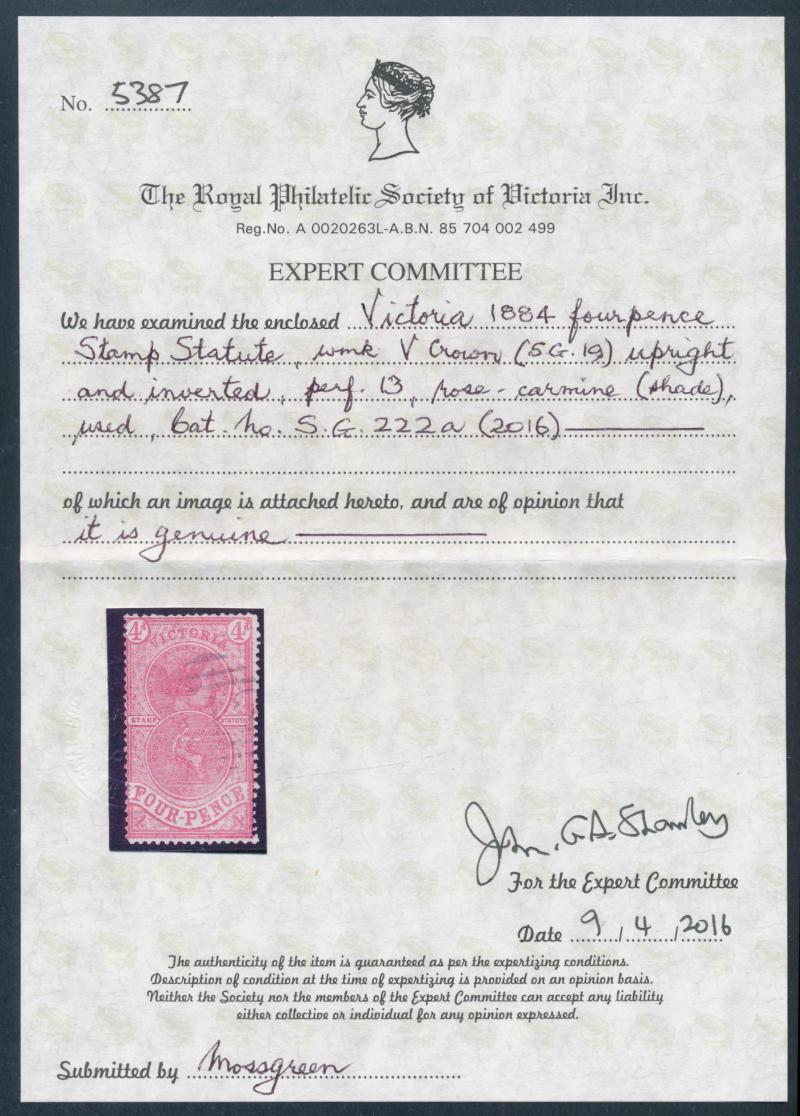 No. 5387
The Royal Philatelic Society of Victoria Inc.
Reg.No. A 0020263L-A.B.N. 85 704 002 499
EXPERT COMMITTEE
We have examined the enclosed Victoria 1884 fourpence
Stamp Statute, wmk V Crown (S.G. 19) upright
and inverted, perf. 13, rose-carmine (shade),
used, Cat. no. S.G. 222a (2016)
of which an image is attached hereto, and are of opinion that
it is genuine
4d VICTORIA 4d
STAMP STATUTE
FOUR-PENCE
For the Expert Committee
Date 9/4/2016
The authenticity of the item is guaranteed as per the expertizing conditions.
Description of condition at the time of expertizing is provided on an opinion basis.
Neither the Society nor the members of the Expert Committee can accept any liability
either collective or individual for any opinion expressed.
Submitted by Mossgreen